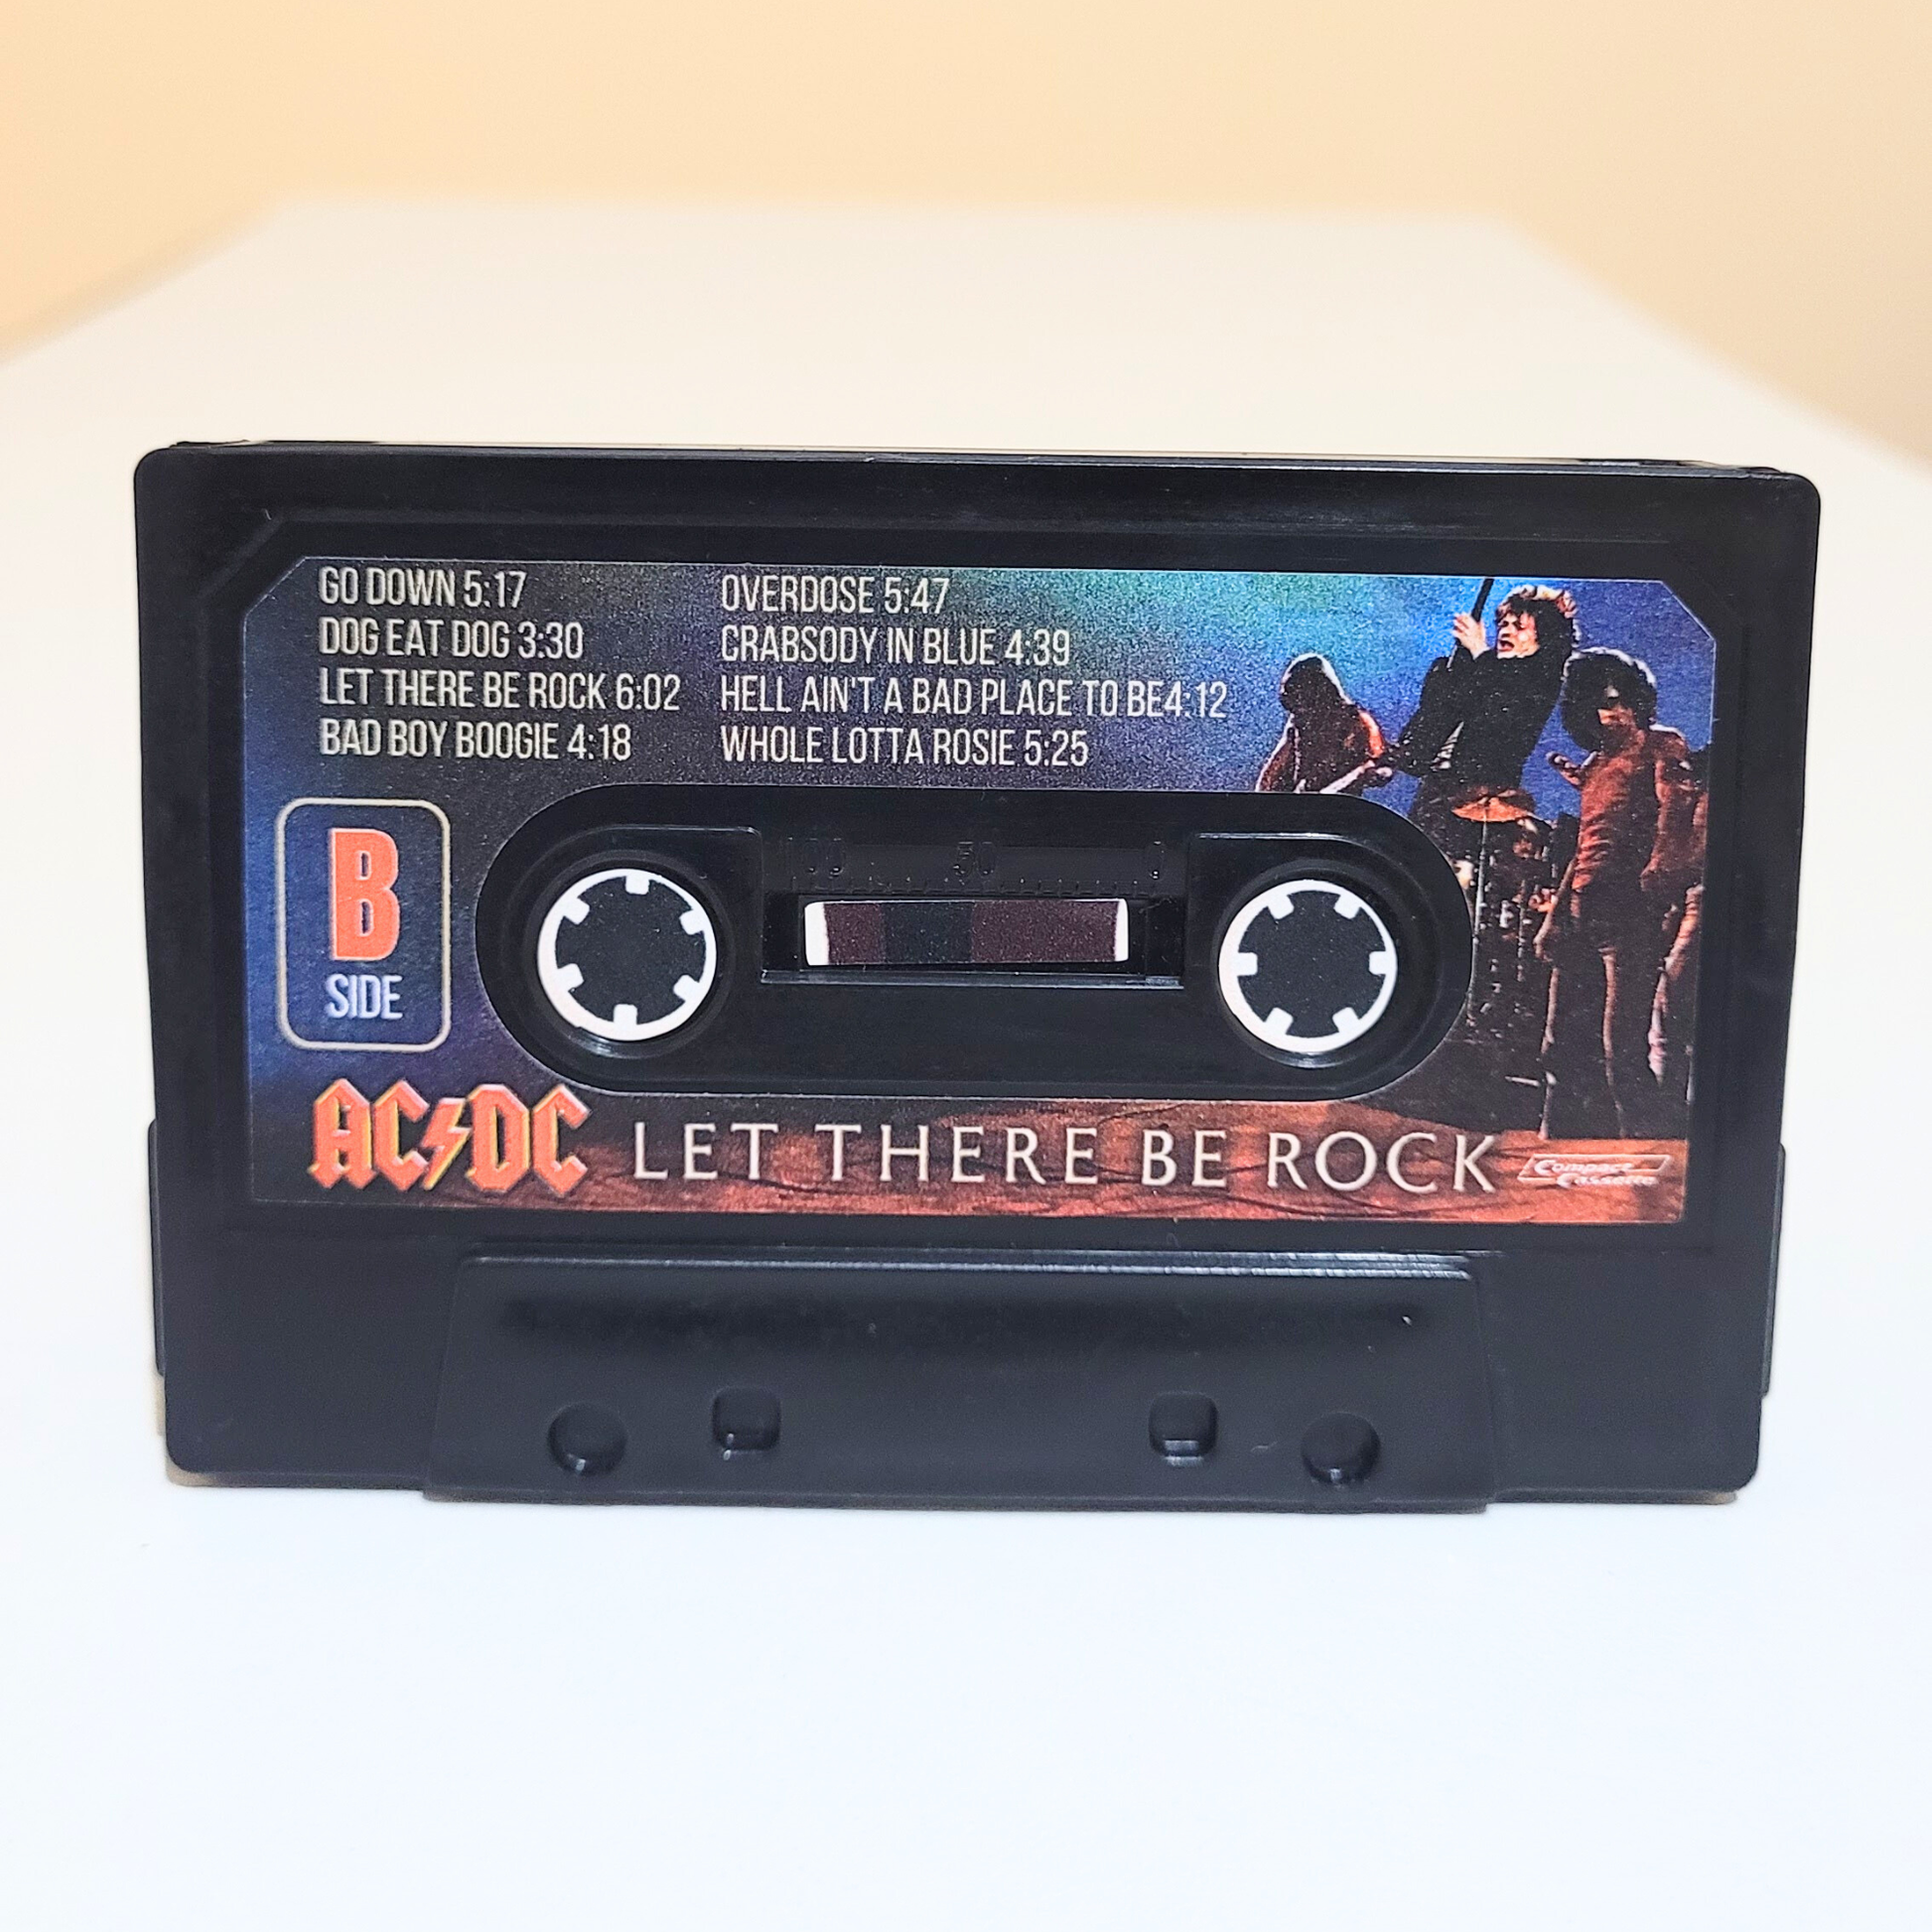 GO DOWN 5:17
DOG EAT DOG 3:30
LET THERE BE ROCK 6:02
BAD BOY BOOGIE 4:18
OVERDOSE 5:47
CRABSODY IN BLUE 4:39
HELL AIN'T A BAD PLACE TO BE4:12
WHOLE LOTTA ROSIE 5:25
B
SIDE
100 50 0
AC⚡DC LET THERE BE ROCK
Compact
Cassette